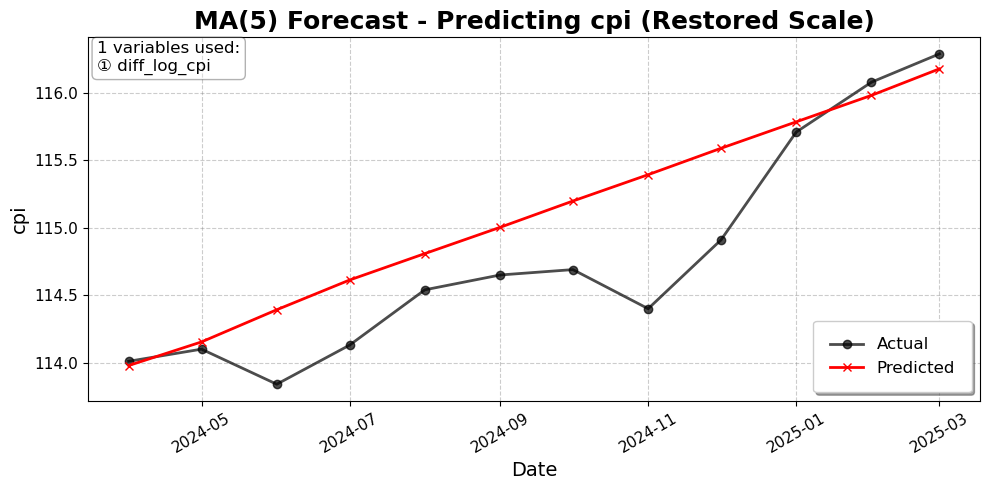 MA(5) Forecast - Predicting cpi (Restored Scale)
1 variables used:
① diff_log_cpi
116.0
115.5
115.0
114.5
114.0
cpi
Actual
Predicted
2024-05
2024-07
2024-09
2024-11
2025-01
2025-03
Date